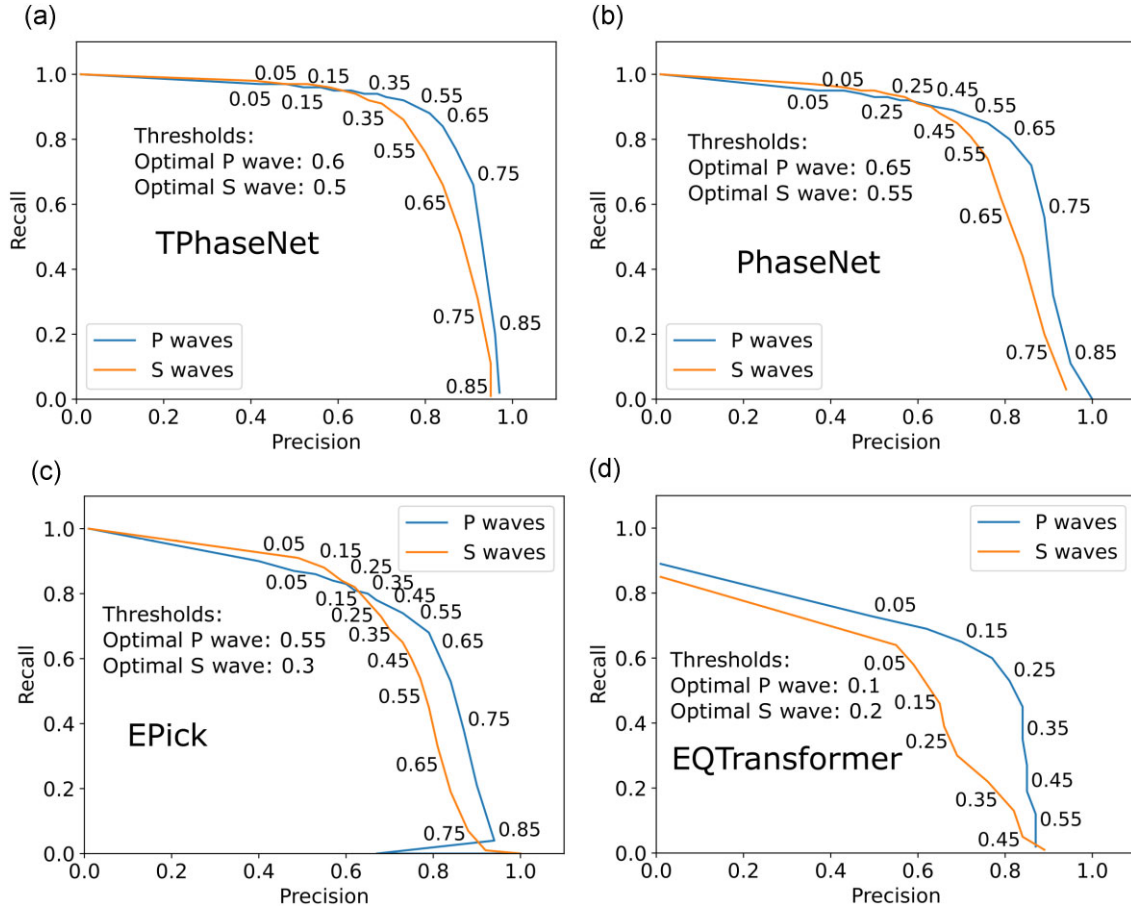 (a)
1.0
0.8
0.6
0.4
0.2
0.0
Recall
0.05 0.15 0.35 0.55 0.65 0.75 0.85
0.05 0.15 0.35 0.55 0.65 0.75 0.85
Thresholds:
Optimal P wave: 0.6
Optimal S wave: 0.5
TPhaseNet
P waves
S waves
0.0 0.2 0.4 0.6 0.8 1.0
Precision
(b)
1.0
0.8
0.6
0.4
0.2
0.0
Recall
0.05 0.25 0.45 0.55 0.65 0.75 0.85
0.05 0.25 0.45 0.55 0.65 0.75
Thresholds:
Optimal P wave: 0.65
Optimal S wave: 0.55
PhaseNet
P waves
S waves
0.0 0.2 0.4 0.6 0.8 1.0
Precision
(c)
1.0
0.8
0.6
0.4
0.2
0.0
Recall
P waves
S waves
0.05 0.15 0.25 0.35 0.45 0.55 0.65 0.75 0.85
0.05 0.15 0.25 0.35 0.45 0.55 0.65 0.75
Thresholds:
Optimal P wave: 0.55
Optimal S wave: 0.3
EPick
0.0 0.2 0.4 0.6 0.8 1.0
Precision
(d)
1.0
0.8
0.6
0.4
0.2
0.0
Recall
P waves
S waves
0.05 0.15 0.25 0.35 0.45 0.55
0.05 0.15 0.25 0.35 0.45
Thresholds:
Optimal P wave: 0.1
Optimal S wave: 0.2
EQTransformer
0.0 0.2 0.4 0.6 0.8 1.0
Precision